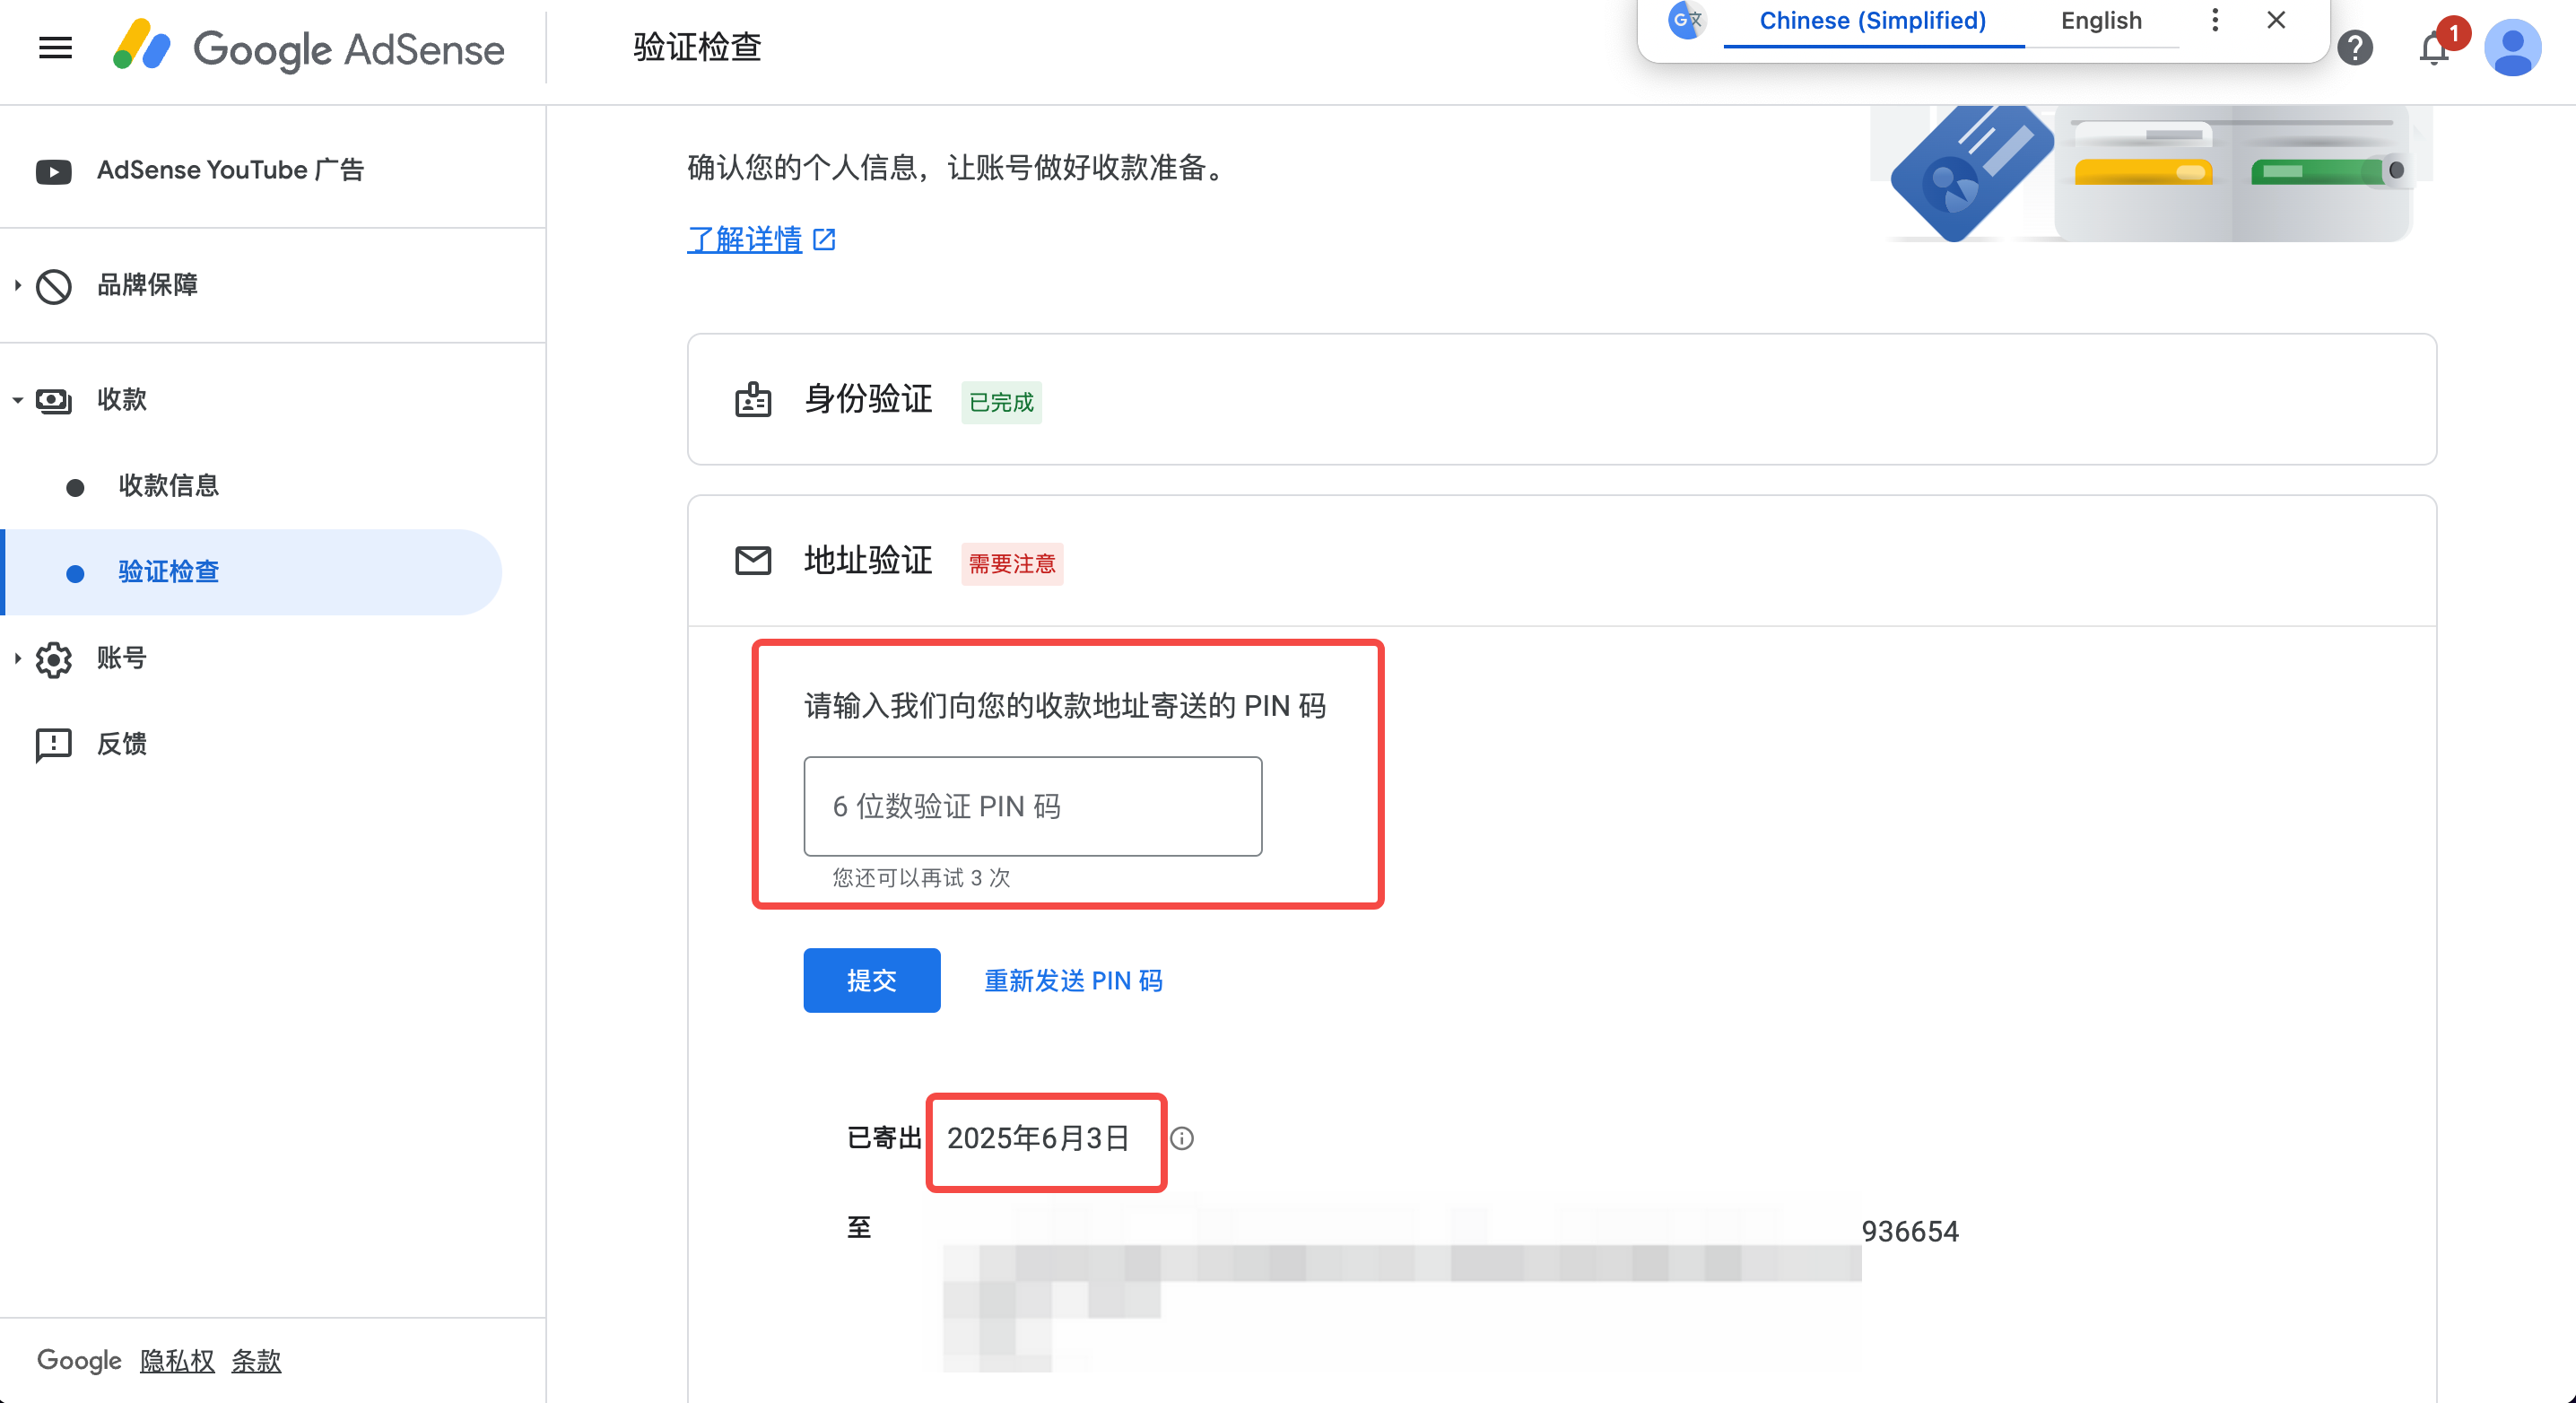 Google AdSense
验证检查
Chinese (Simplified)
English
1
AdSense YouTube 广告
品牌保障
收款
收款信息
验证检查
账号
反馈
Google 隐私权 条款
确认您的个人信息，让账号做好收款准备。
了解详情
身份验证 已完成
地址验证 需要注意
请输入我们向您的收款地址寄送的 PIN 码
6 位数验证 PIN 码
您还可以再试 3 次
提交 重新发送 PIN 码
已寄出 2025年6月3日
至 936654